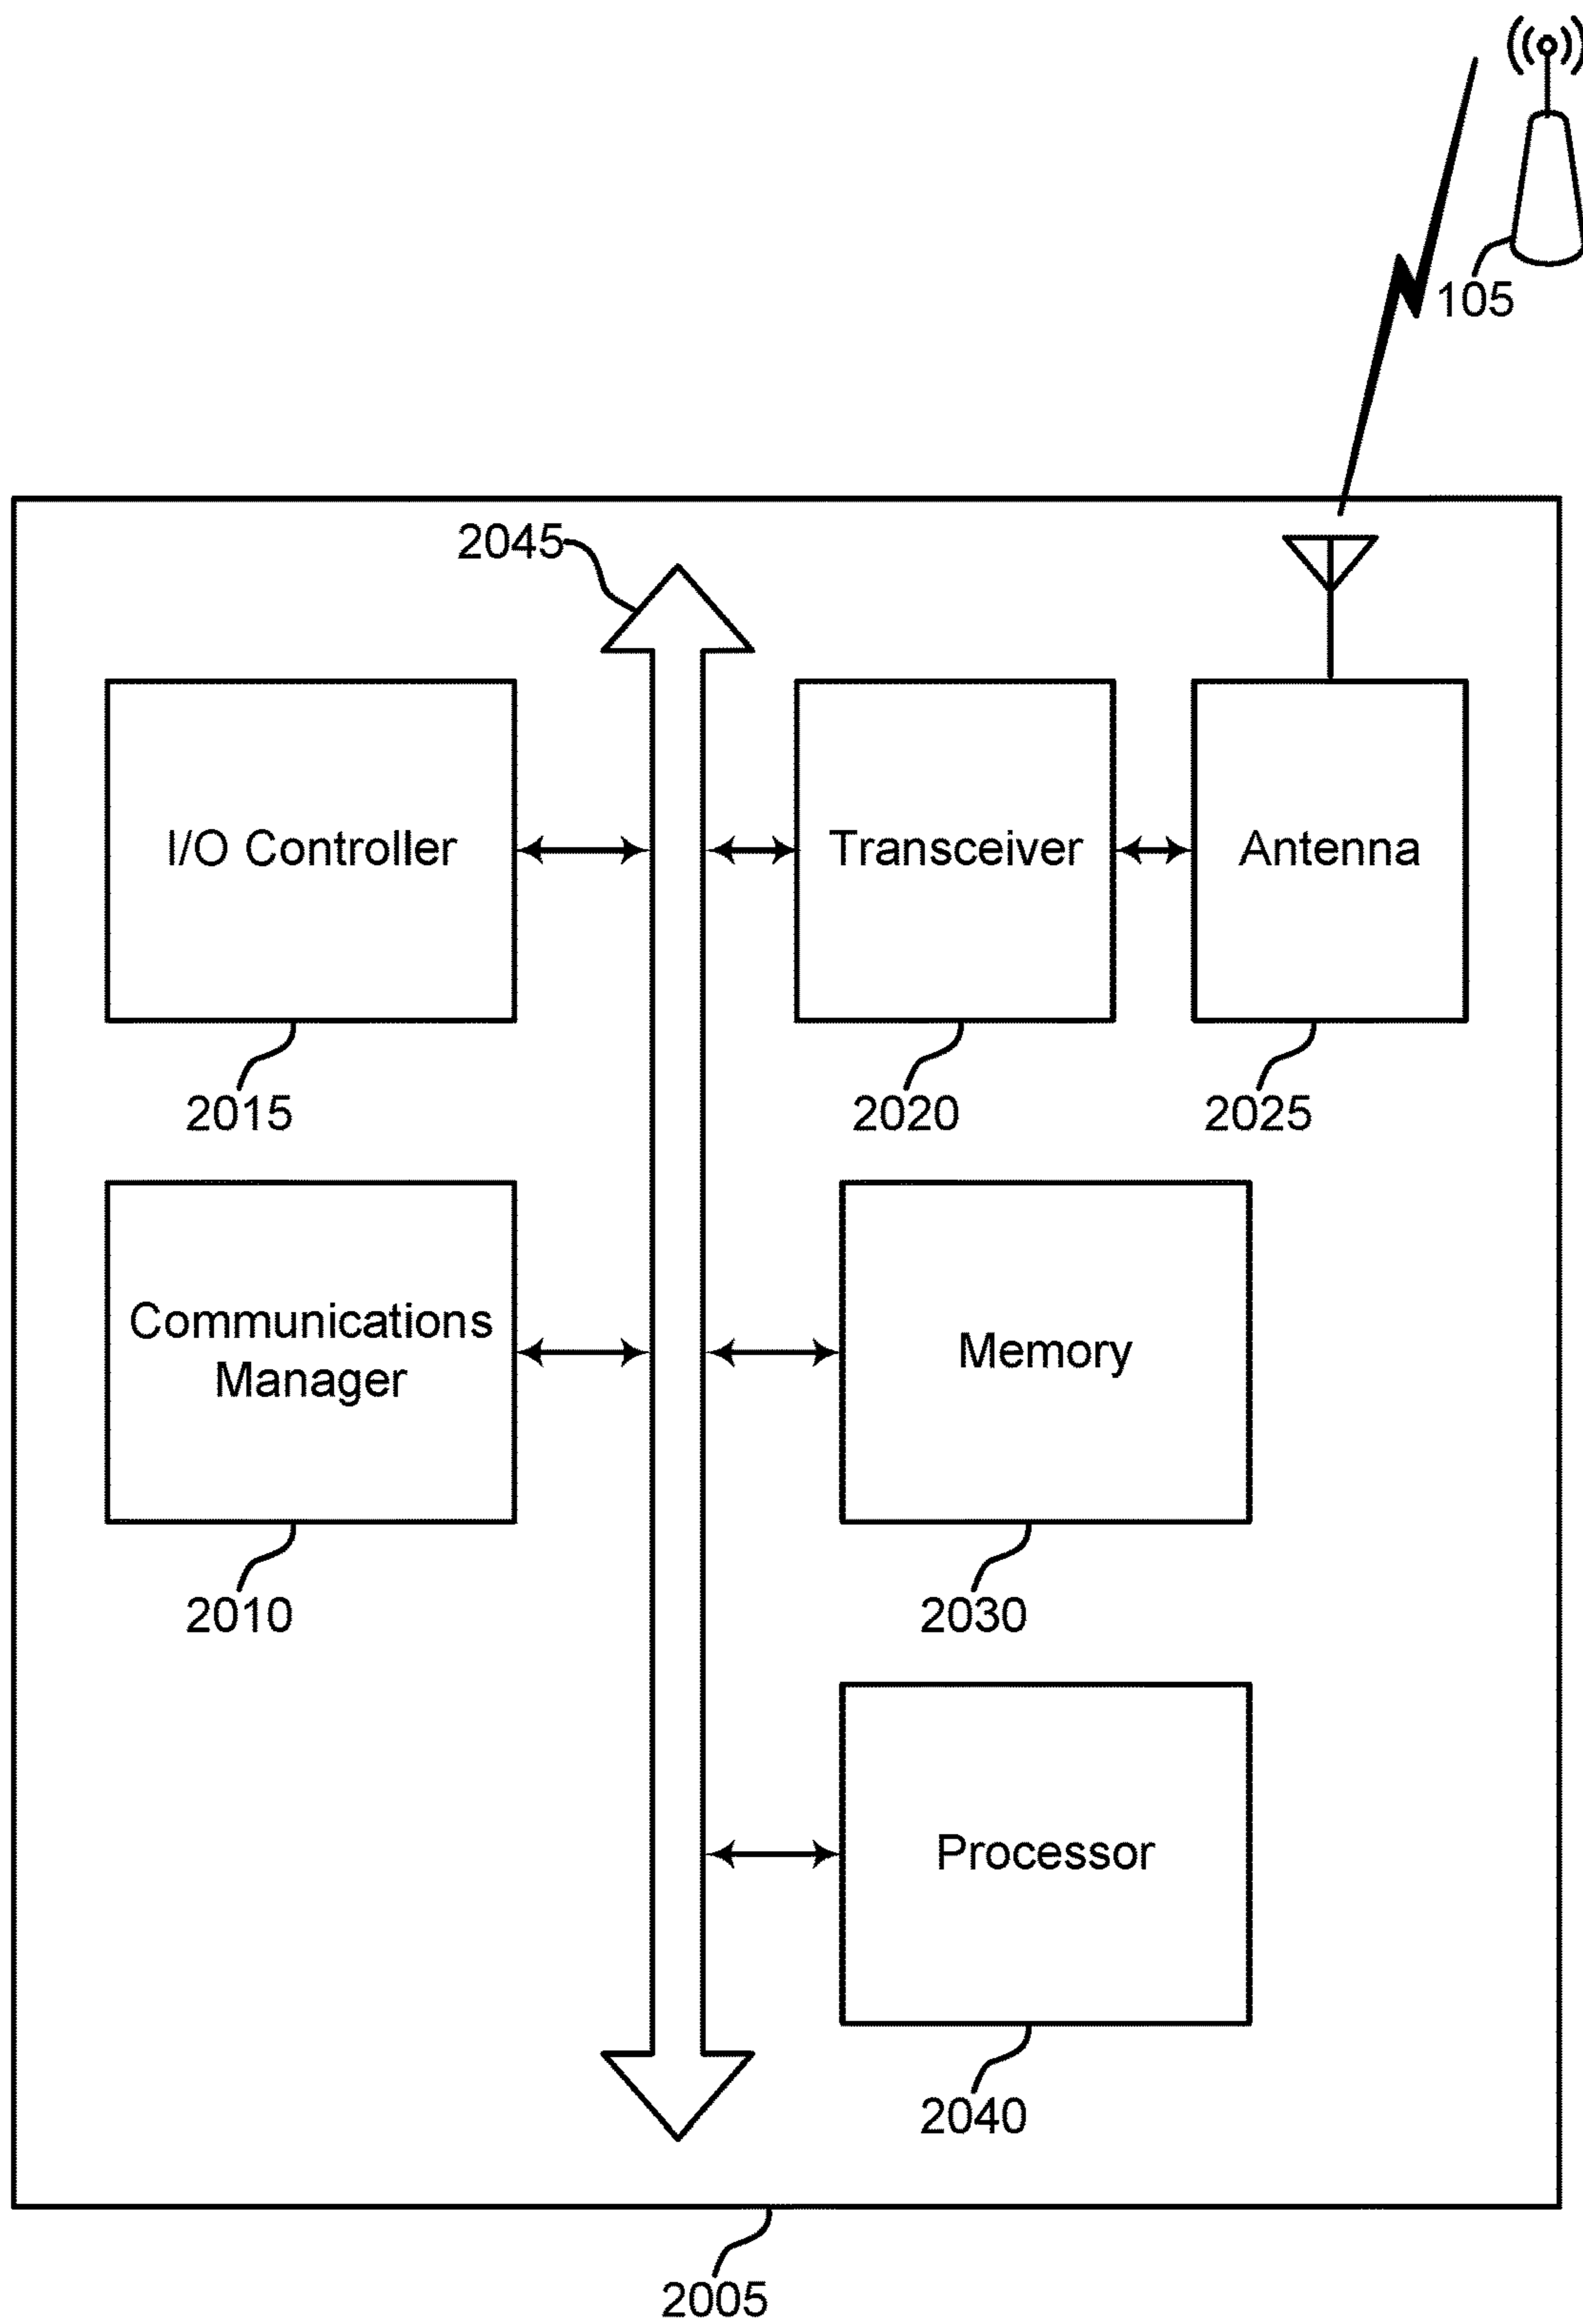 105
2045
I/O Controller
Transceiver
Antenna
2015
2020
2025
Communications
Manager
Memory
2010
2030
Processor
2040
2005